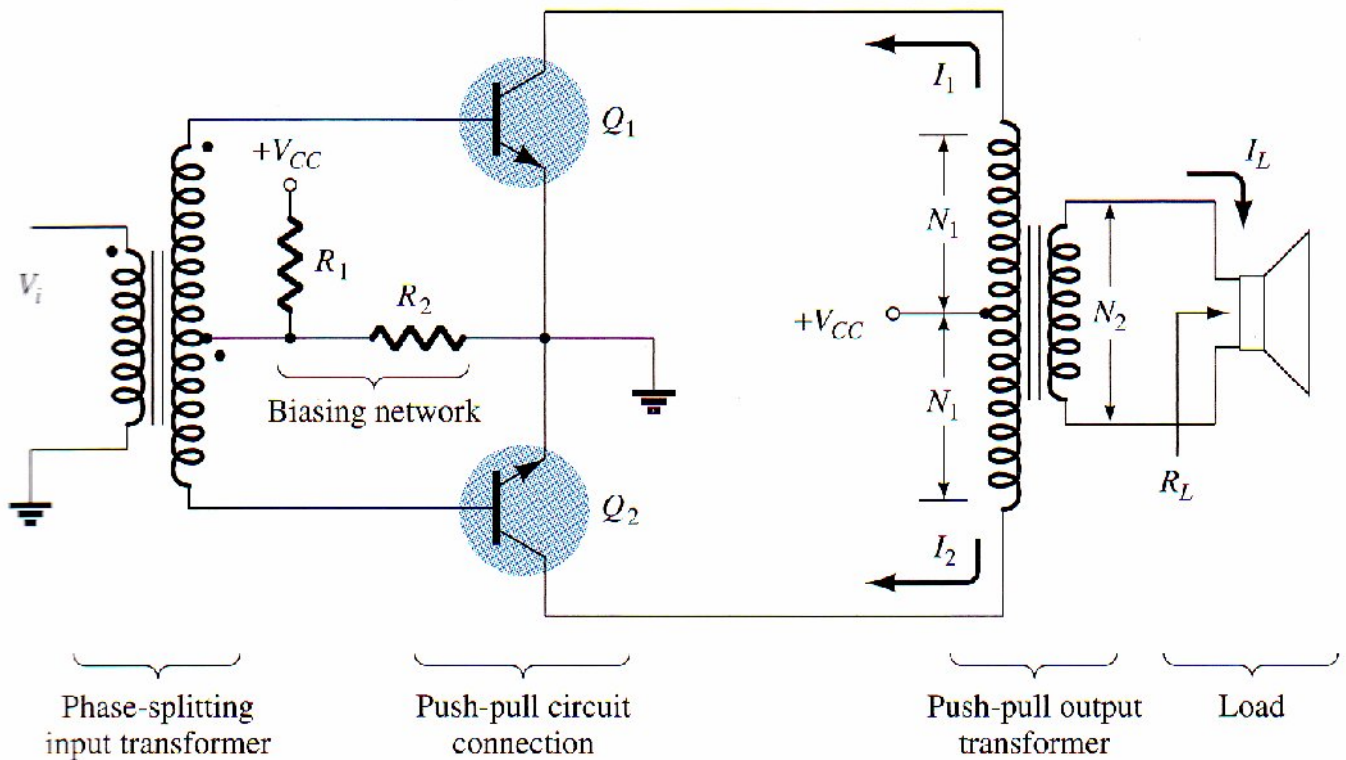 Q1
I1
IL
+VCC
R1
N1
Vi
R2
+VCC
N2
Biasing network
N1
RL
Q2
I2
Phase-splitting
input transformer
Push-pull circuit
connection
Push-pull output
transformer
Load